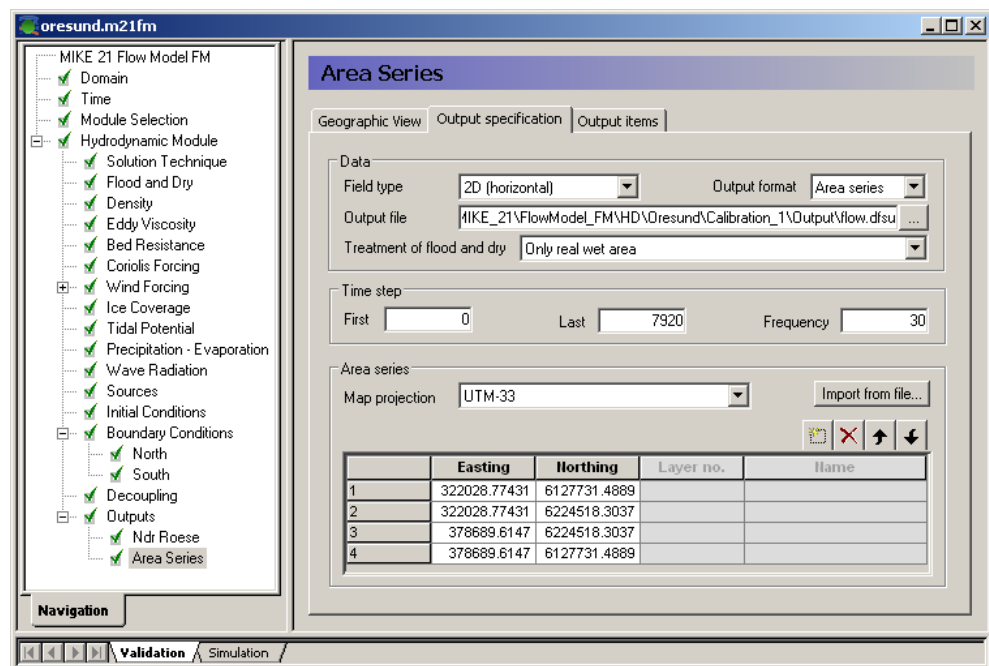 oresund.m21fm
MIKE 21 Flow Model FM
Domain
Time
Module Selection
Hydrodynamic Module
Solution Technique
Flood and Dry
Density
Eddy Viscosity
Bed Resistance
Coriolis Forcing
Wind Forcing
Ice Coverage
Tidal Potential
Precipitation - Evaporation
Wave Radiation
Sources
Initial Conditions
Boundary Conditions
North
South
Decoupling
Outputs
Ndr Roese
Area Series
Navigation
Area Series
Geographic View Output specification Output items
Data
Field type 2D (horizontal) Output format Area series
Output file MIKE_21\FlowModel_FM\HD\Oresund\Calibration_1\Output\flow.dfsu ...
Treatment of flood and dry Only real wet area
Time step
First 0 Last 7920 Frequency 30
Area series
Map projection UTM-33 Import from file...
Easting Northing Layer no. Name
1 322028.77431 6127731.4889
2 322028.77431 6224518.3037
3 378689.6147 6224518.3037
4 378689.6147 6127731.4889
Validation Simulation